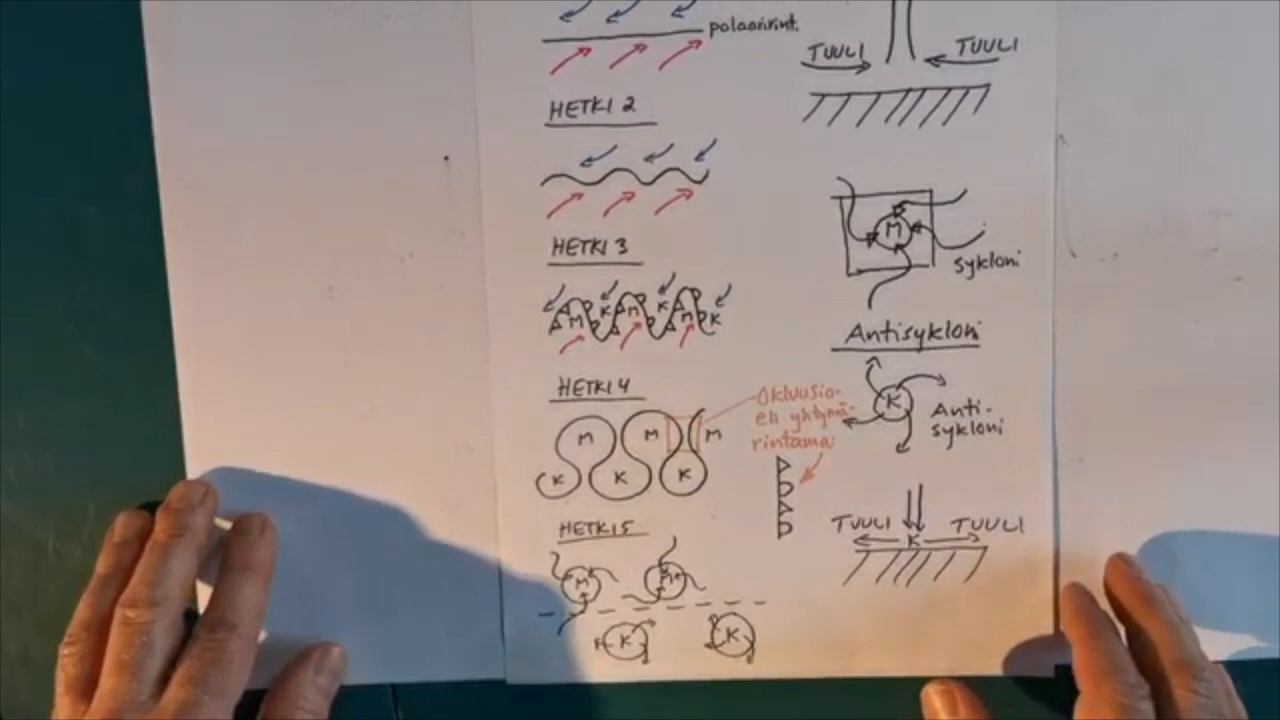 polaarirint.
HETKI 2
HETKI 3
M K M K M K
HETKI 4
M M M
K K K
Okluusio-
eli yhtymä-
rintama
HETKI 5
M M
K K
TUULI TUULI
M
sykloni
Antisykloni
K
Anti-
sykloni
TUULI TUULI
K